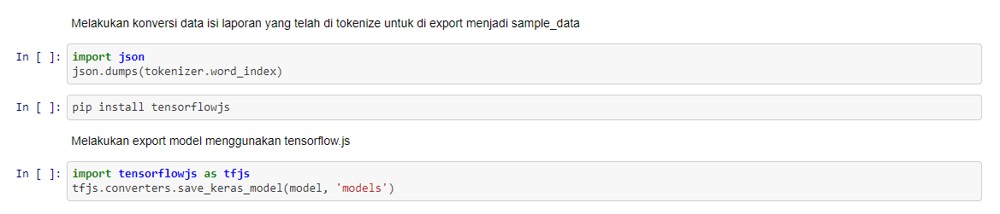 Melakukan konversi data isi laporan yang telah di tokenize untuk di export menjadi sample_data
In [ ]: import json
json.dumps(tokenizer.word_index)
In [ ]: pip install tensorflowjs
Melakukan export model menggunakan tensorflow.js
In [ ]: import tensorflowjs as tfjs
tfjs.converters.save_keras_model(model, 'models')